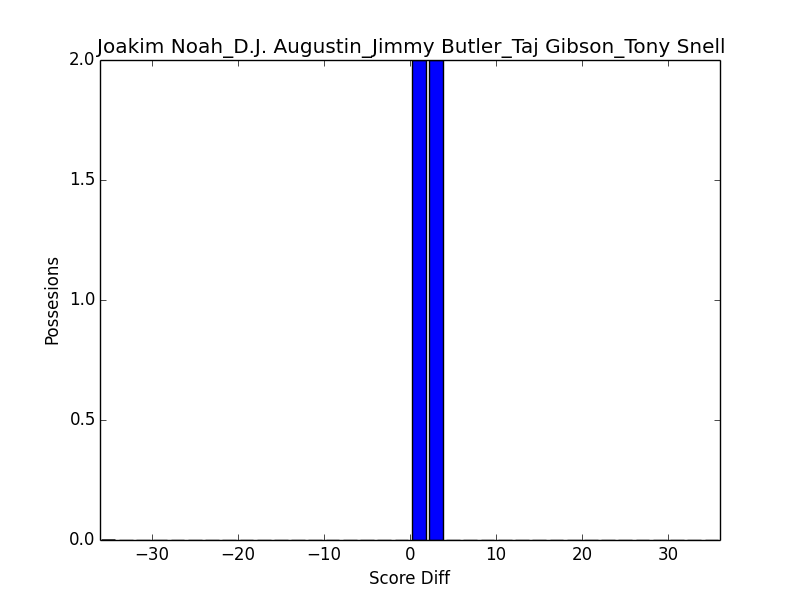 Joakim Noah_D.J. Augustin_Jimmy Butler_Taj Gibson_Tony Snell
2.0
1.5
1.0
0.5
0.0
Possesions
−30 −20 −10 0 10 20 30
Score Diff